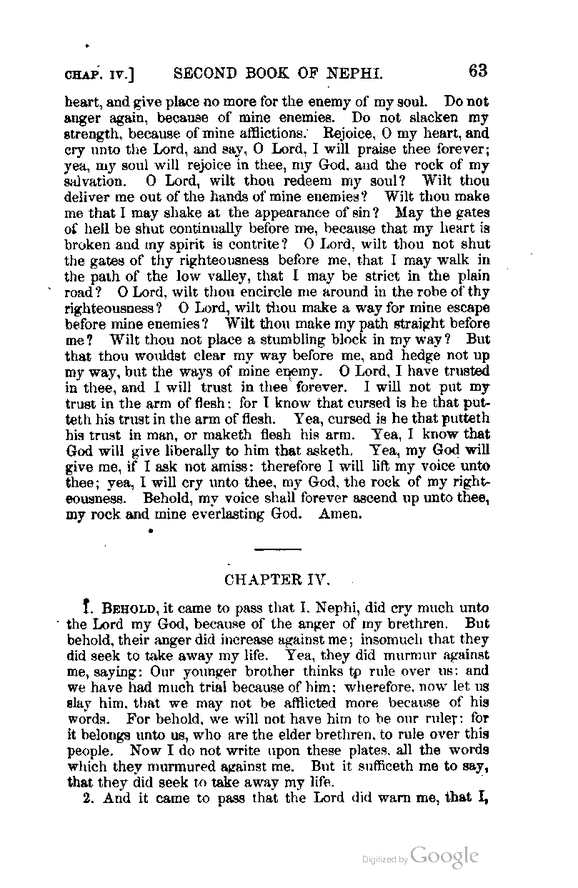 CHAP. IV.] SECOND BOOK OF NEPHI. 63
heart, and give place no more for the enemy of my soul. Do not
anger again, because of mine enemies. Do not slacken my
strength, because of mine afflictions. Rejoice, O my heart, and
cry unto the Lord, and say, O Lord, I will praise thee forever;
yea, my soul will rejoice in thee, my God, and the rock of my
salvation. O Lord, wilt thou redeem my soul? Wilt thou
deliver me out of the hands of mine enemies? Wilt thou make
me that I may shake at the appearance of sin? May the gates
of hell be shut continually before me, because that my heart is
broken and my spirit is contrite? O Lord, wilt thou not shut
the gates of thy righteousness before me, that I may walk in
the path of the low valley, that I may be strict in the plain
road? O Lord, wilt thou encircle me around in the robe of thy
righteousness? O Lord, wilt thou make a way for mine escape
before mine enemies? Wilt thou make my path straight before
me? Wilt thou not place a stumbling block in my way? But
that thou wouldst clear my way before me, and hedge not up
my way, but the ways of mine enemy. O Lord, I have trusted
in thee, and I will trust in thee forever. I will not put my
trust in the arm of flesh; for I know that cursed is he that put-
teth his trust in the arm of flesh. Yea, cursed is he that putteth
his trust in man, or maketh flesh his arm. Yea, I know that
God will give liberally to him that asketh. Yea, my God will
give me, if I ask not amiss: therefore I will lift my voice unto
thee; yea, I will cry unto thee, my God, the rock of my right-
eousness. Behold, my voice shall forever ascend up unto thee,
my rock and mine everlasting God. Amen.
CHAPTER IV.
1. BEHOLD, it came to pass that I, Nephi, did cry much unto
the Lord my God, because of the anger of my brethren. But
behold, their anger did increase against me; insomuch that they
did seek to take away my life. Yea, they did murmur against
me, saying: Our younger brother thinks to rule over us; and
we have had much trial because of him; wherefore, now let us
slay him, that we may not be afflicted more because of his
words. For behold, we will not have him to be our ruler: for
it belongs unto us, who are the elder brethren, to rule over this
people. Now I do not write upon these plates, all the words
which they murmured against me. But it sufficeth me to say,
that they did seek to take away my life.
2. And it came to pass that the Lord did warn me, that I,
Digitized by Google